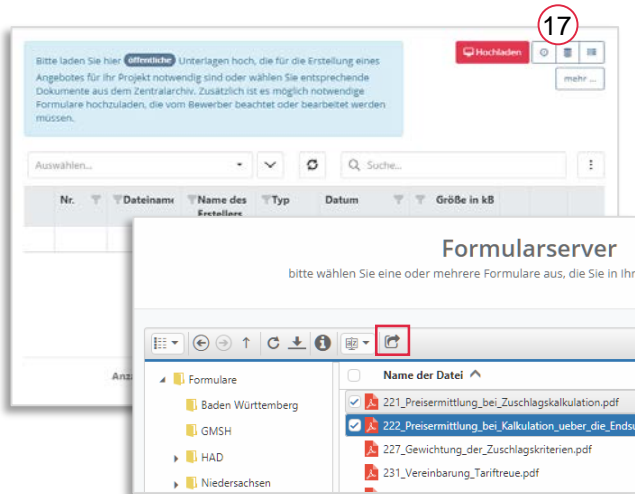 17
Bitte laden Sie hier öffentliche Unterlagen hoch, die für die Erstellung eines
Angebotes für ihr Projekt notwendig sind oder wählen Sie entsprechende
Dokumente aus dem Zentralarchiv. Zusätzlich ist es möglich notwendige
Formulare hochzuladen, die vom Bewerber beachtet oder bearbeitet werden
müssen.
Hochladen
mehr ...
Auswählen...
Suche...
Nr. Dateiname Name des Erstellers Typ Datum Größe in kB
Anz
Formularserver
bitte wählen Sie eine oder mehrere Formulare aus, die Sie in Ihr
Formulare
Baden Württemberg
GMSH
HAD
Niedersachsen
Name der Datei
221_Preisermittlung_bei_Zuschlagskalkulation.pdf
222_Preisermittlung_bei_Kalkulation_ueber_die_Endsu
227_Gewichtung_der_Zuschlagskriterien.pdf
231_Vereinbarung_Tariftreue.pdf